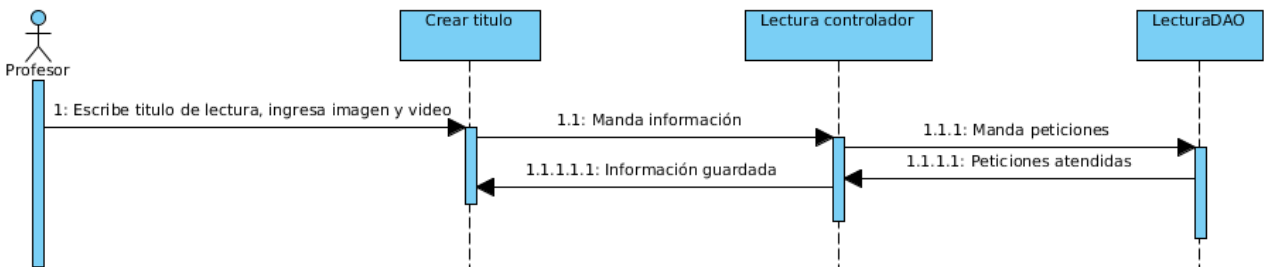 Crear titulo
Lectura controlador
LecturaDAO
Profesor
1: Escribe titulo de lectura, ingresa imagen y video
1.1: Manda información
1.1.1: Manda peticiones
1.1.1.1: Peticiones atendidas
1.1.1.1.1: Información guardada